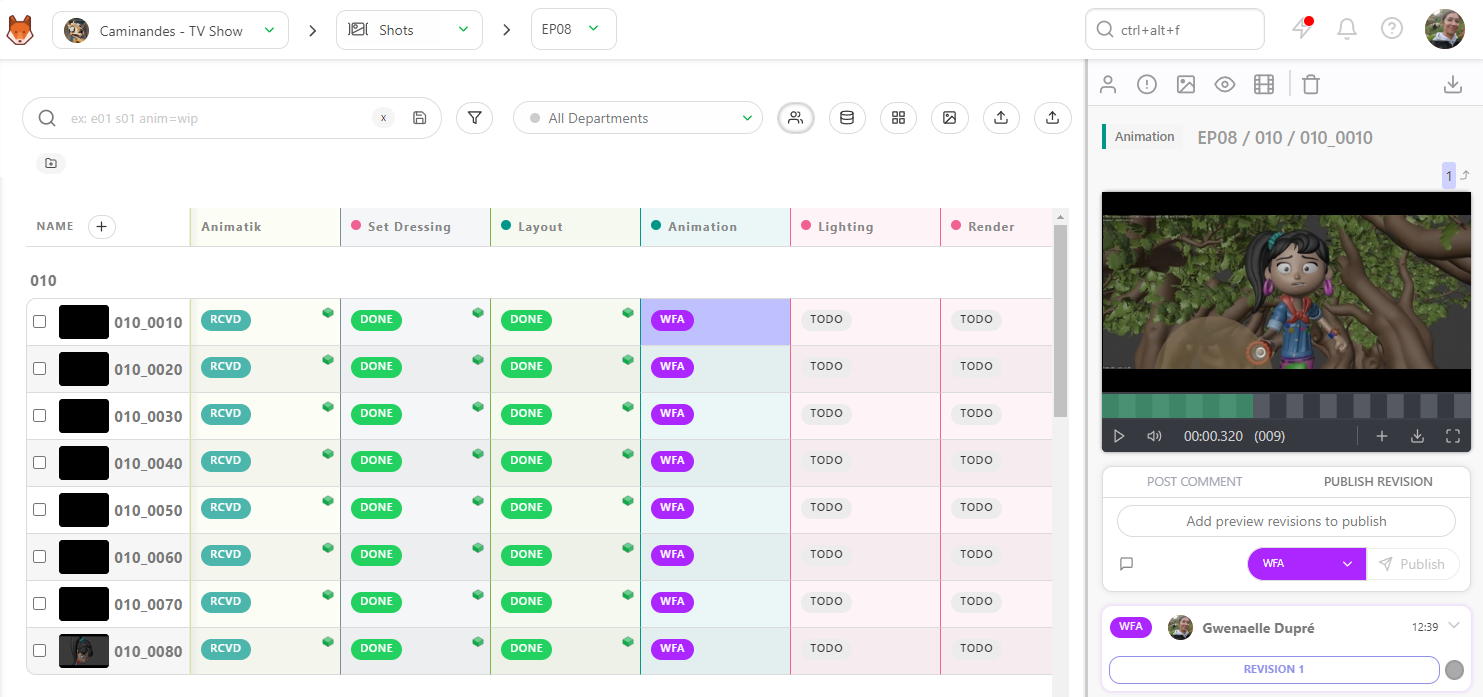 Caminandes - TV Show
Shots
EP08
ctrl+alt+f
ex: e01 s01 anim=wip
x
All Departments
NAME
+
Animatik
Set Dressing
Layout
Animation
Lighting
Render
010
010_0010 RCVD DONE DONE WFA TODO TODO
010_0020 RCVD DONE DONE WFA TODO TODO
010_0030 RCVD DONE DONE WFA TODO TODO
010_0040 RCVD DONE DONE WFA TODO TODO
010_0050 RCVD DONE DONE WFA TODO TODO
010_0060 RCVD DONE DONE WFA TODO TODO
010_0070 RCVD DONE DONE WFA TODO TODO
010_0080 RCVD DONE DONE WFA TODO TODO
Animation
EP08 / 010 / 010_0010
1
00:00.320 (009)
POST COMMENT
PUBLISH REVISION
Add preview revisions to publish
WFA
Publish
WFA
Gwenaelle Dupré
12:39
REVISION 1